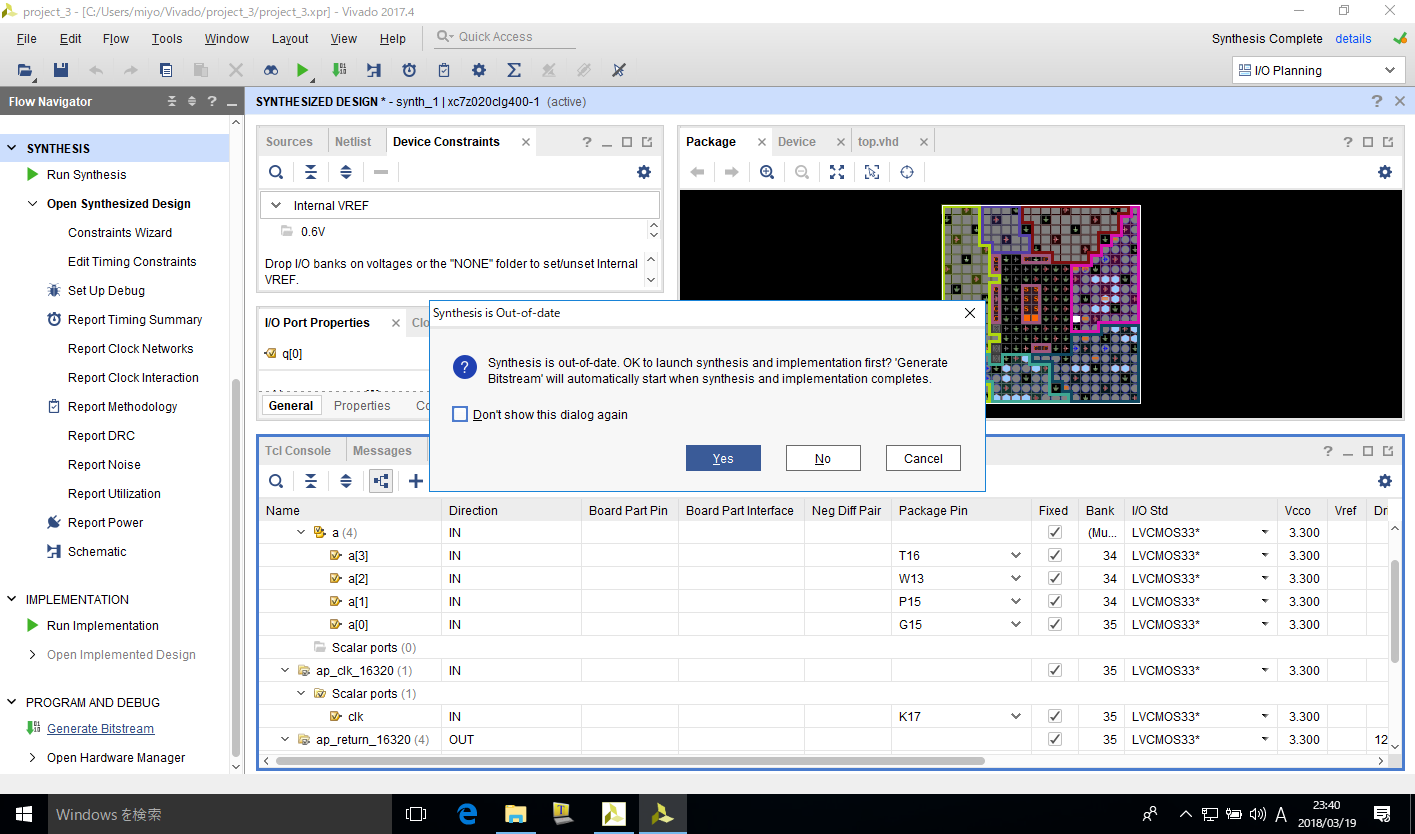 project_3 - [C:/Users/miyo/Vivado/project_3/project_3.xpr] - Vivado 2017.4
File Edit Flow Tools Window Layout View Help Quick Access
Synthesis Complete details
I/O Planning
Flow Navigator
SYNTHESIZED DESIGN * - synth_1 | xc7z020clg400-1 (active)
SYNTHESIS
Run Synthesis
Open Synthesized Design
Constraints Wizard
Edit Timing Constraints
Set Up Debug
Report Timing Summary
Report Clock Networks
Report Clock Interaction
Report Methodology
Report DRC
Report Noise
Report Utilization
Report Power
Schematic
IMPLEMENTATION
Run Implementation
Open Implemented Design
PROGRAM AND DEBUG
Generate Bitstream
Open Hardware Manager
Sources Netlist Device Constraints
Internal VREF
0.6V
Drop I/O banks on voltages or the "NONE" folder to set/unset Internal
VREF.
Package Device top.vhd
I/O Port Properties Clo
q[0]
General Properties Co
Synthesis is Out-of-date
Synthesis is out-of-date. OK to launch synthesis and implementation first? 'Generate
Bitstream' will automatically start when synthesis and implementation completes.
Don't show this dialog again
Yes No Cancel
Tcl Console Messages
Name Direction Board Part Pin Board Part Interface Neg Diff Pair Package Pin Fixed Bank I/O Std Vcco Vref Dr
a (4) IN (Mu... LVCMOS33* 3.300
a[3] IN T16 34 LVCMOS33* 3.300
a[2] IN W13 34 LVCMOS33* 3.300
a[1] IN P15 34 LVCMOS33* 3.300
a[0] IN G15 35 LVCMOS33* 3.300
Scalar ports (0)
ap_clk_16320 (1) IN 35 LVCMOS33* 3.300
Scalar ports (1)
clk IN K17 35 LVCMOS33* 3.300
ap_return_16320 (4) OUT 35 LVCMOS33* 3.300 12
Windows を検索
A
23:40
2018/03/19